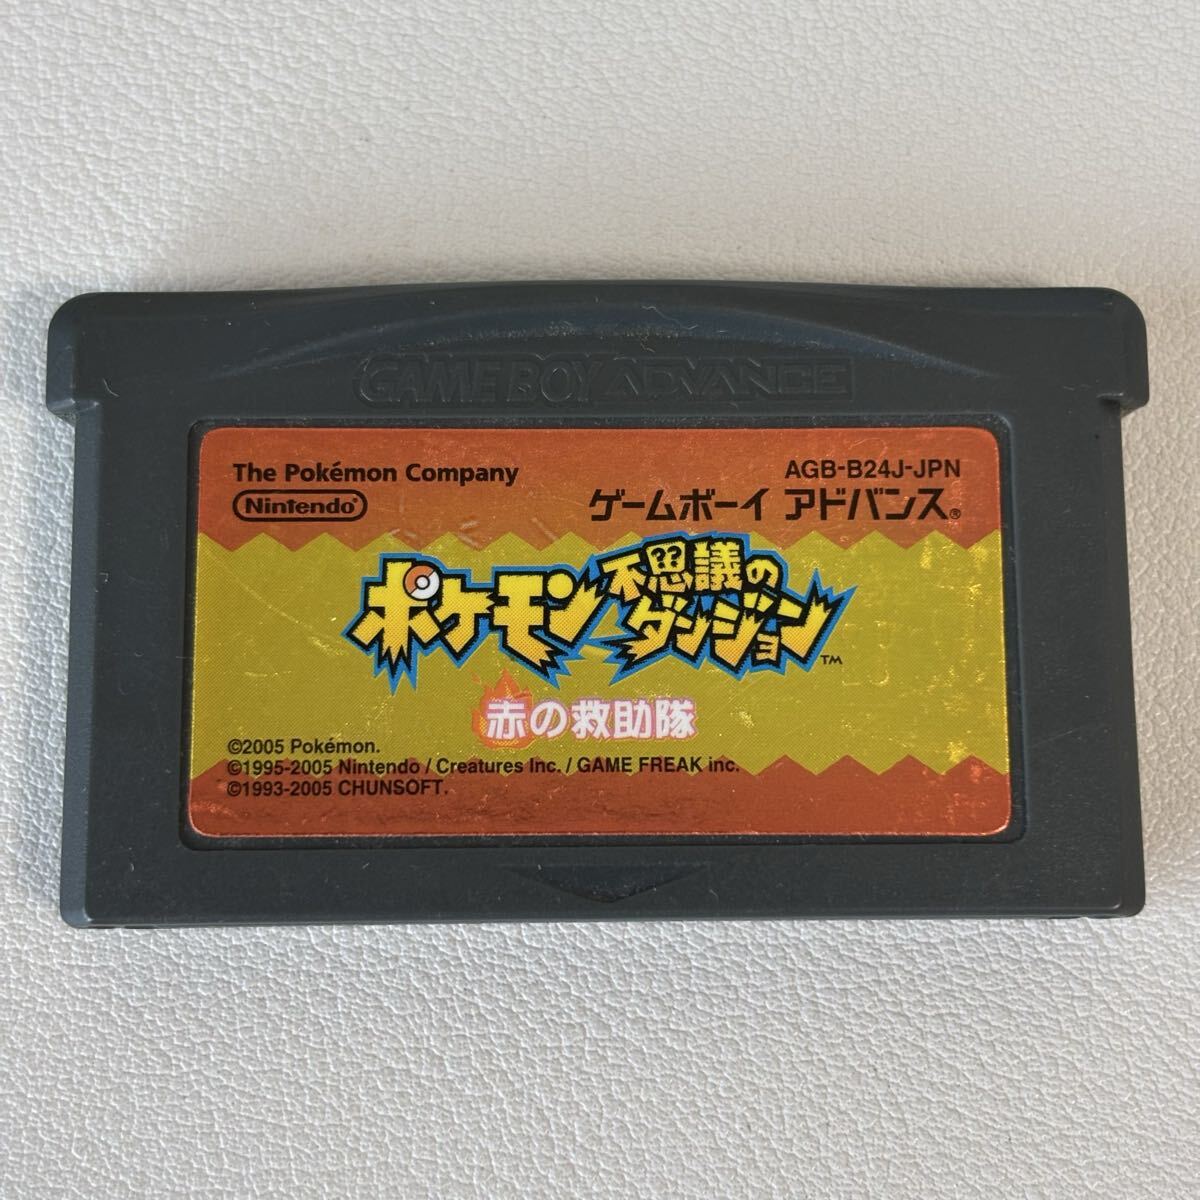 GAME BOY ADVANCE
The Pokémon Company
AGB-B24J-JPN
Nintendo
ゲームボーイ アドバンス®
ポケモン不思議のダンジョン™
赤の救助隊
©2005 Pokémon.
©1995-2005 Nintendo / Creatures Inc. / GAME FREAK inc.
©1993-2005 CHUNSOFT.